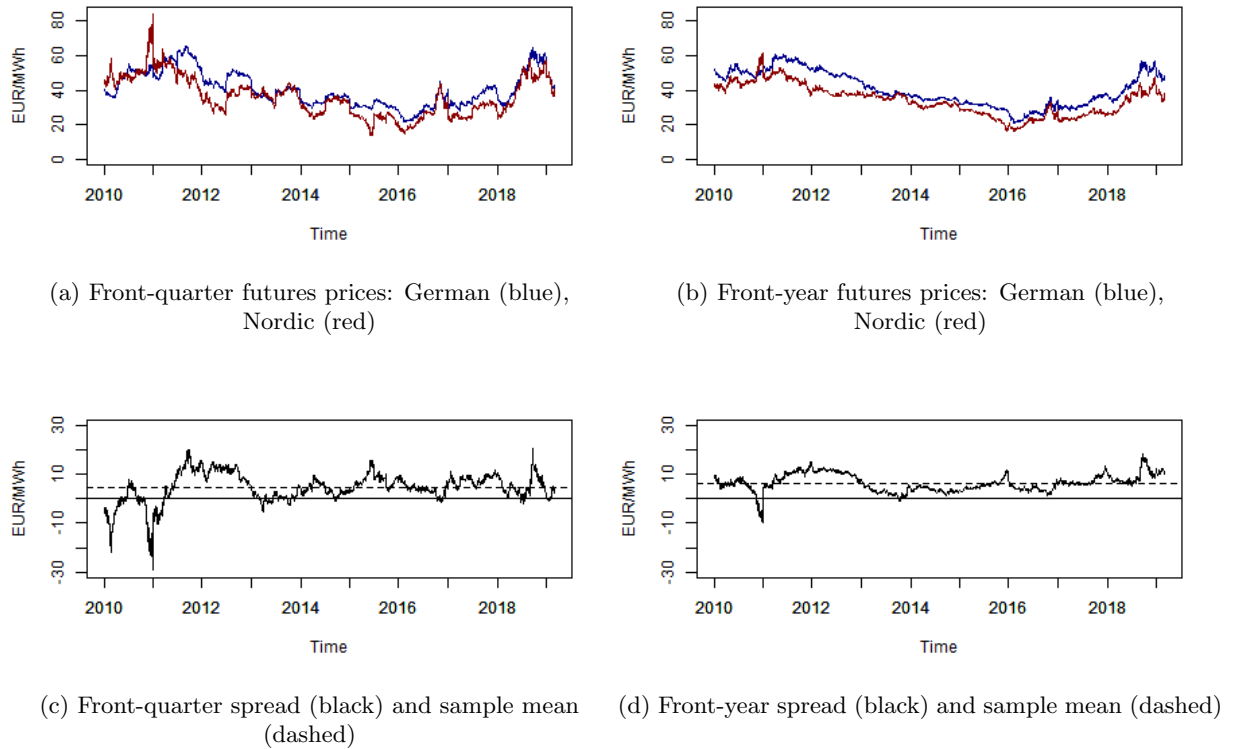 EUR/MWh
80
60
40
20
0
2010 2012 2014 2016 2018
Time
(a) Front-quarter futures prices: German (blue),
Nordic (red)
EUR/MWh
80
60
40
20
0
2010 2012 2014 2016 2018
Time
(b) Front-year futures prices: German (blue),
Nordic (red)
EUR/MWh
30
10
-10
-30
2010 2012 2014 2016 2018
Time
(c) Front-quarter spread (black) and sample mean
(dashed)
EUR/MWh
30
10
-10
-30
2010 2012 2014 2016 2018
Time
(d) Front-year spread (black) and sample mean (dashed)